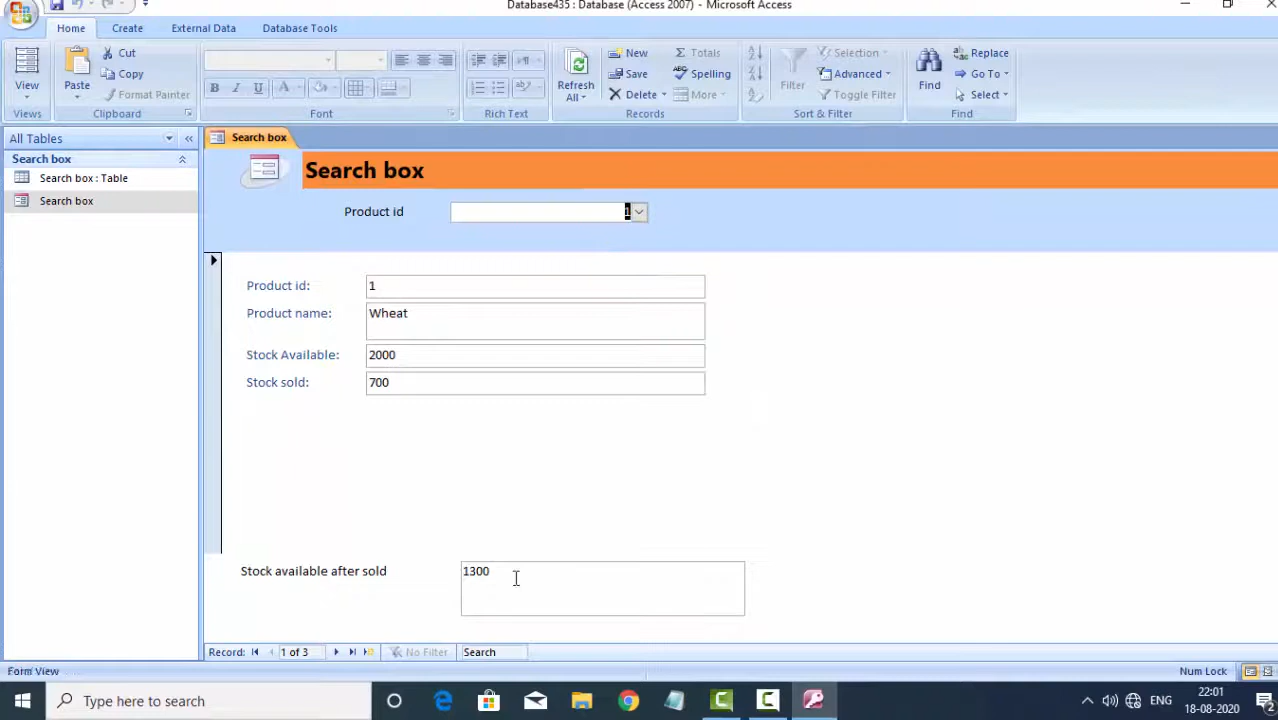 Database435 : Database (Access 2007) - Microsoft Access
Home Create External Data Database Tools
View
Views
Paste
Cut
Copy
Format Painter
Clipboard
B I U A
Font
Rich Text
Refresh All
New
Save
Delete
Totals
Spelling
More
Records
Filter
Selection
Advanced
Toggle Filter
Sort & Filter
Find
Replace
Go To
Select
Find
All Tables
Search box
Search box : Table
Search box
Search box
Search box
Product id 1
Product id: 1
Product name: Wheat
Stock Available: 2000
Stock sold: 700
Stock available after sold 1300
Record: 1 of 3 No Filter Search
Form View Num Lock
Type here to search
ENG
22:01
18-08-2020
2